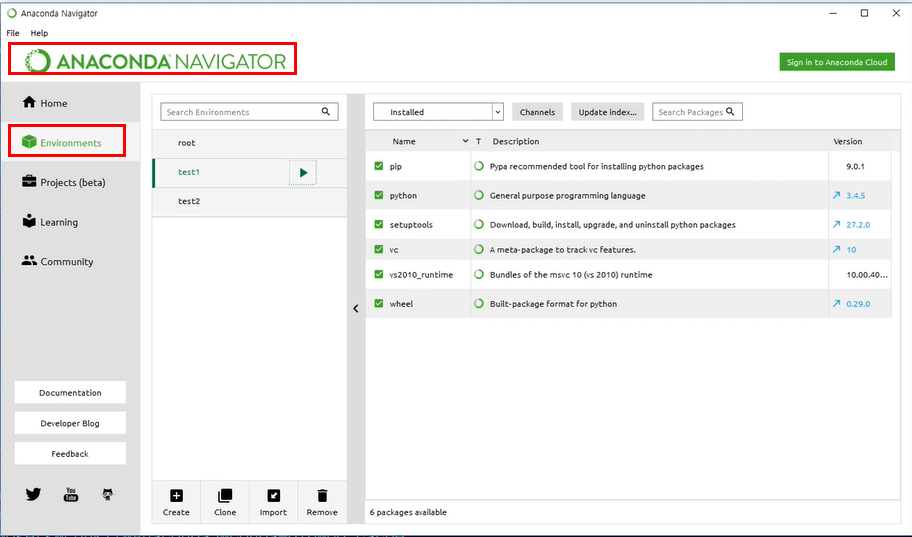 Anaconda Navigator
File Help
ANACONDA NAVIGATOR
Sign in to Anaconda Cloud
Home
Environments
Projects (beta)
Learning
Community
Documentation
Developer Blog
Feedback
You Tube
Search Environments
root
test1
test2
Create Clone Import Remove
Installed Channels Update index... Search Packages
Name T Description Version
pip Pypa recommended tool for installing python packages 9.0.1
python General purpose programming language 3.4.5
setuptools Download, build, install, upgrade, and uninstall python packages 27.2.0
vc A meta-package to track vc features. 10
vs2010_runtime Bundles of the msvc 10 (vs 2010) runtime 10.00.40...
wheel Built-package format for python 0.29.0
6 packages available